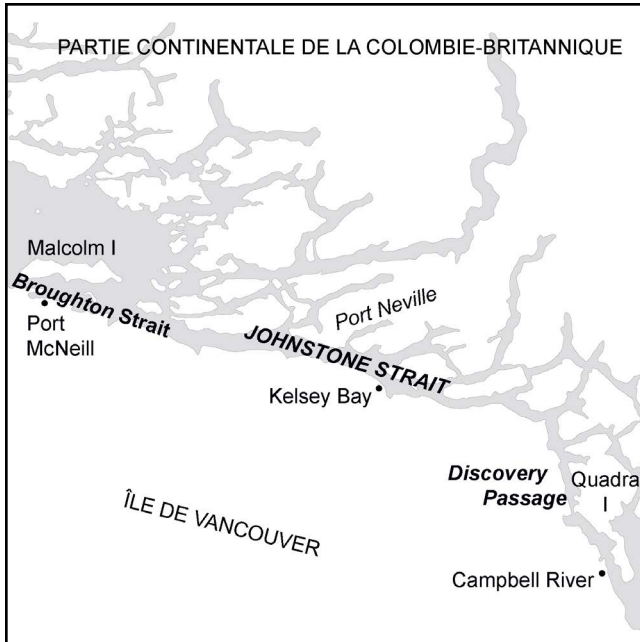 PARTIE CONTINENTALE DE LA COLOMBIE-BRITANNIQUE
Malcolm I
Broughton Strait
Port
McNeill
Port Neville
JOHNSTONE STRAIT
Kelsey Bay
Discovery
Passage
Quadra
I
ÎLE DE VANCOUVER
Campbell River